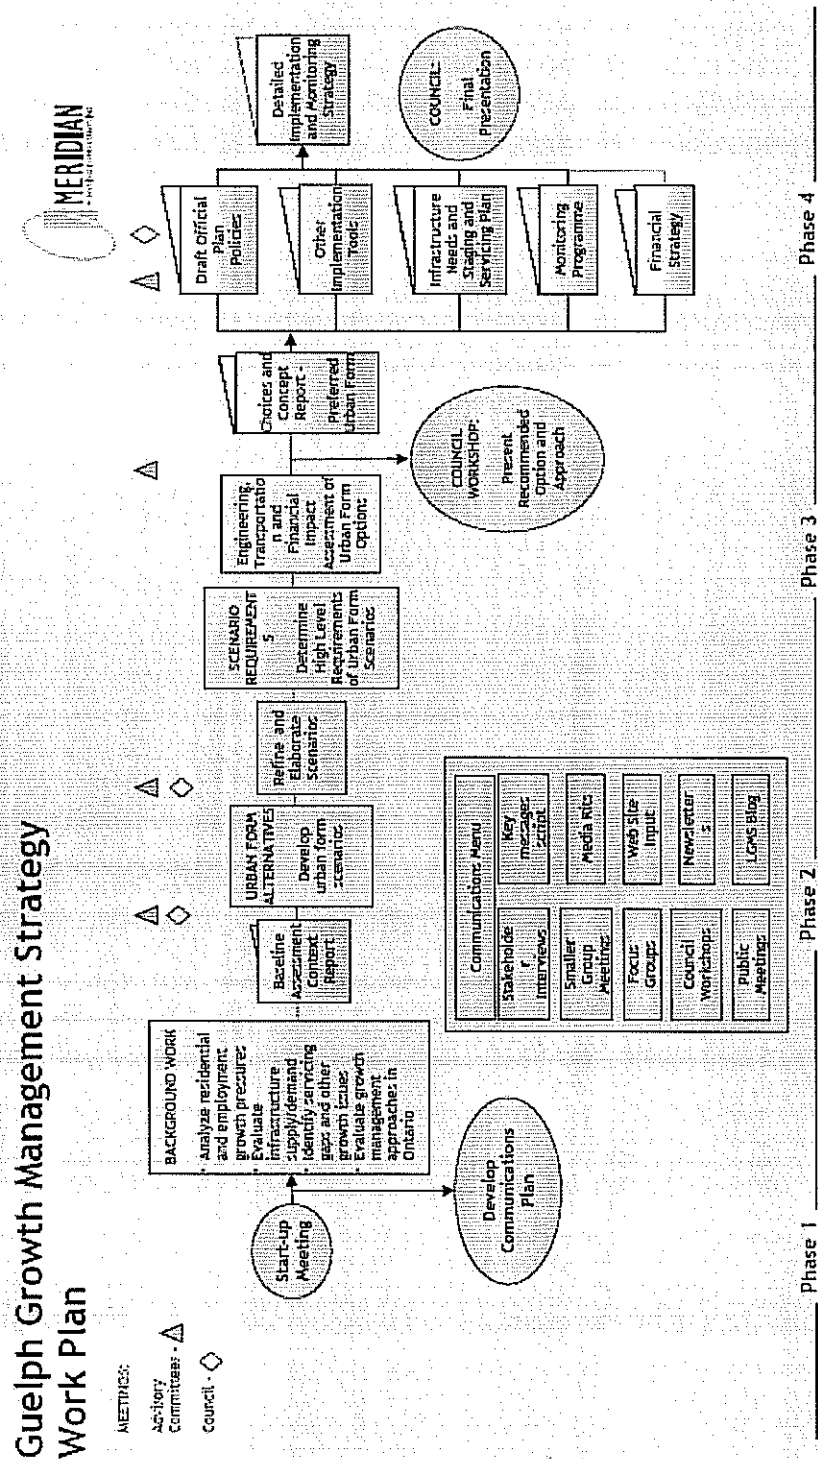 Guelph Growth Management Strategy
Work Plan
MERIDIAN
MEETINGS:
Advisory
Committees -
Council -
Start-up
Meeting
Develop
Communications
Plan
BACKGROUND WORK
• Analyze residential
and employment
growth pressures
• Evaluate
infrastructure
supply/demand
• Identify servicing
gaps and other
growth issues
• Evaluate growth
management
approaches in
Ontario
Baseline
Assessment
Context
Report
URBAN FORM
ALTERNATIVES
Develop
urban form
scenarios
Refine and
Elaborate
Scenarios
SCENARIO
REQUIREMENT
S
Determine
High Level
Requirements
of Urban Form
Scenarios
Engineering,
Transportatio
n and
Financial
Impact
Assessment of
Urban Form
Options
COUNCIL
WORKSHOP:
Present
Recommended
Option and
Approach
Choices and
Concept
Report -
Preferred
Urban Form
Draft Official
Plan
Policies
Other
Implementation
Tools
Infrastructure
Needs and
Staging and
Servicing Plan
Monitoring
Programme
Financial
Strategy
Detailed
Implementation
and Monitoring
Strategy
COUNCIL:
Final
Presentation
Communications Menu
Stakeholde
r
Interviews
Key
messages
script
Smaller
Group
Meetings
Media Kits
Focus
Groups
Web Site
Input
Council
Workshops
Newsletter
s
Public
Meetings
LGMS Blog
Phase 1
Phase 2
Phase 3
Phase 4